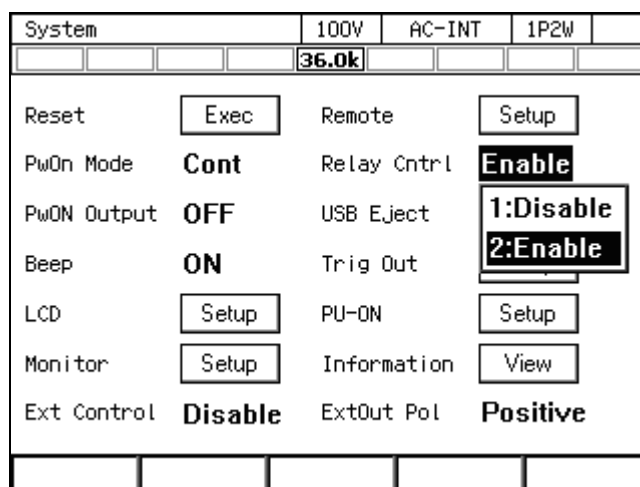 System 100V AC-INT 1P2W
36.0k
Reset Exec Remote Setup
PwOn Mode Cont Relay Cntrl Enable
PwON Output OFF USB Eject 1:Disable
2:Enable
Beep ON Trig Out
LCD Setup PU-ON Setup
Monitor Setup Information View
Ext Control Disable ExtOut Pol Positive